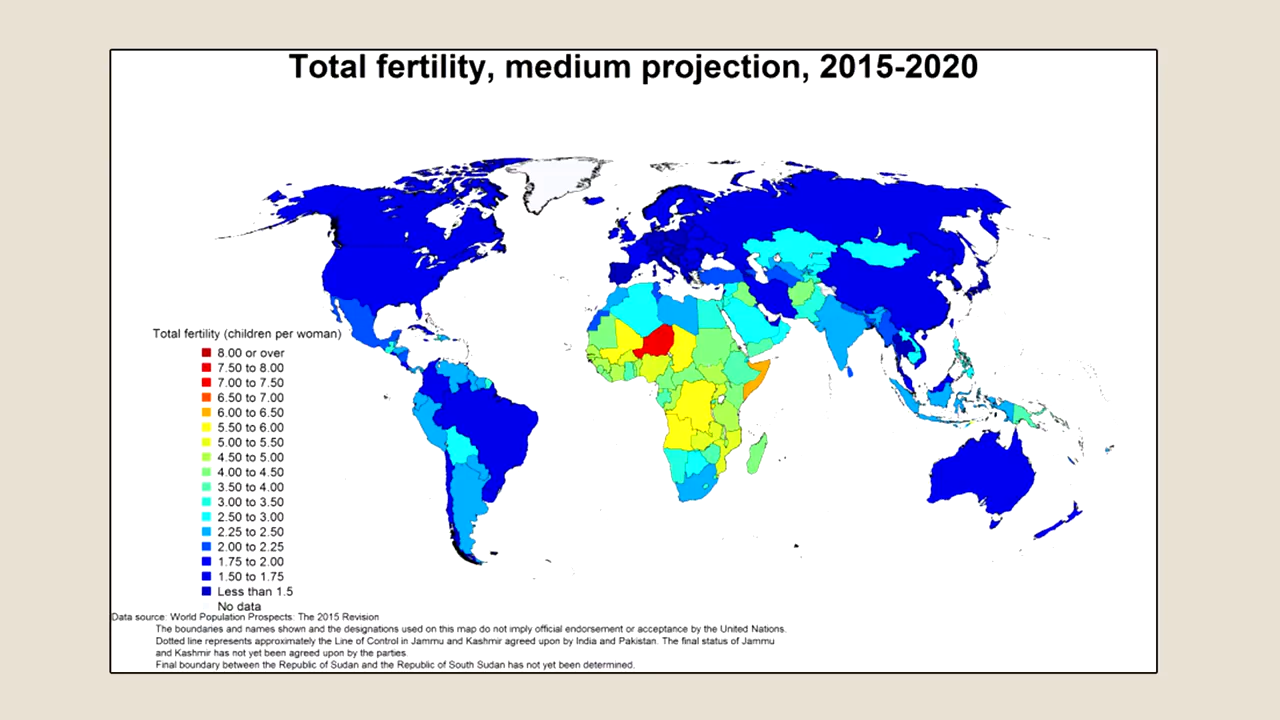 Total fertility, medium projection, 2015-2020
Total fertility (children per woman)
8.00 or over
7.50 to 8.00
7.00 to 7.50
6.50 to 7.00
6.00 to 6.50
5.50 to 6.00
5.00 to 5.50
4.50 to 5.00
4.00 to 4.50
3.50 to 4.00
3.00 to 3.50
2.50 to 3.00
2.25 to 2.50
2.00 to 2.25
1.75 to 2.00
1.50 to 1.75
Less than 1.5
No data
Data source: World Population Prospects: The 2015 Revision
The boundaries and names shown and the designations used on this map do not imply official endorsement or acceptance by the United Nations.
Dotted line represents approximately the Line of Control in Jammu and Kashmir agreed upon by India and Pakistan. The final status of Jammu
and Kashmir has not yet been agreed upon by the parties.
Final boundary between the Republic of Sudan and the Republic of South Sudan has not yet been determined.